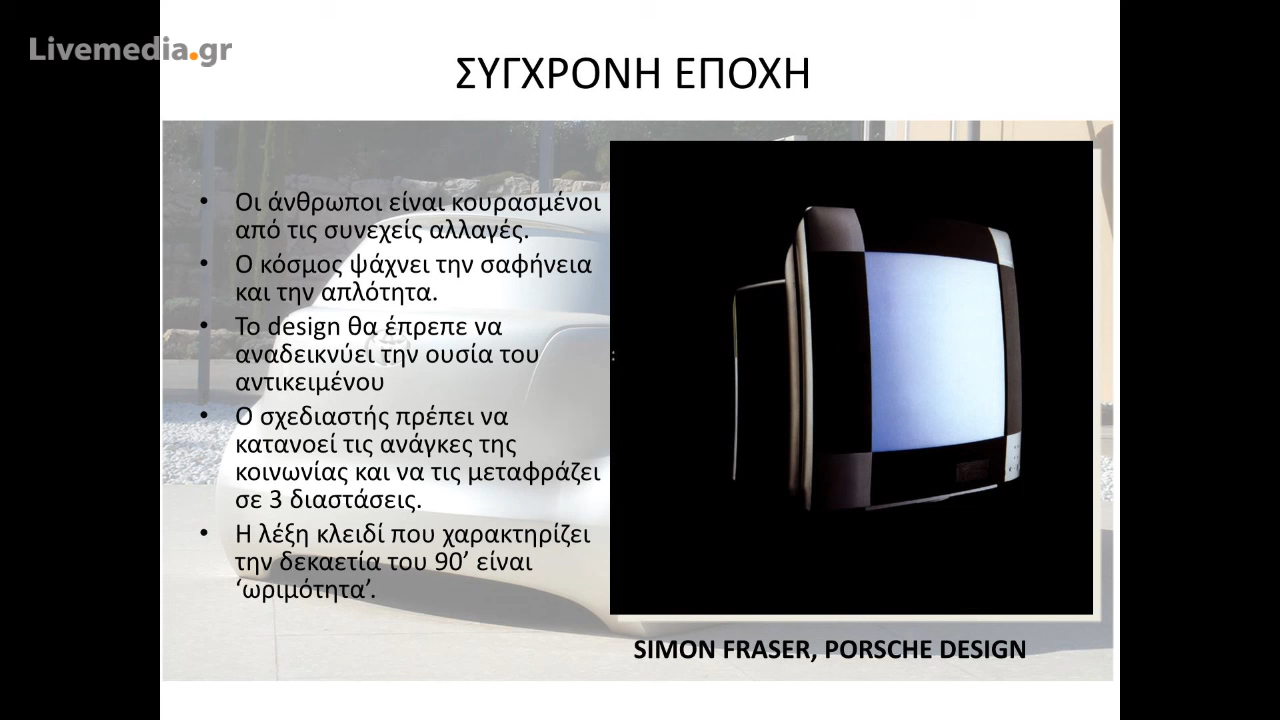 Livemedia.gr
ΣΥΓΧΡΟΝΗ ΕΠΟΧΗ
• Οι άνθρωποι είναι κουρασμένοι
από τις συνεχείς αλλαγές.
• Ο κόσμος ψάχνει την σαφήνεια
και την απλότητα.
• Το design θα έπρεπε να
αναδεικνύει την ουσία του
αντικειμένου
• Ο σχεδιαστής πρέπει να
κατανοεί τις ανάγκες της
κοινωνίας και να τις μεταφράζει
σε 3 διαστάσεις.
• Η λέξη κλειδί που χαρακτηρίζει
την δεκαετία του 90’ είναι
‘ωριμότητα’.
:
SIMON FRASER, PORSCHE DESIGN